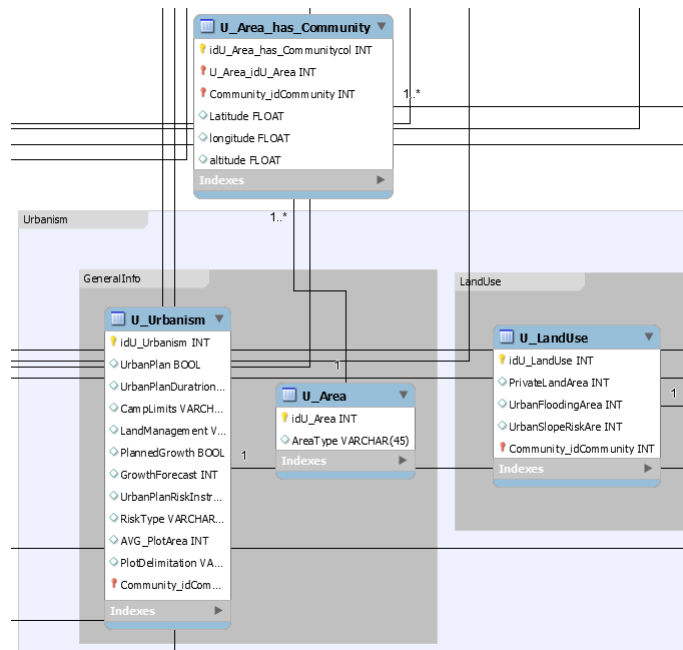 U_Area_has_Community
idU_Area_has_Communitycol INT
U_Area_idU_Area INT
Community_idCommunity INT
Latitude FLOAT
longitude FLOAT
altitude FLOAT
Indexes
1..*
1..*
Urbanism
GeneralInfo
U_Urbanism
idU_Urbanism INT
UrbanPlan BOOL
UrbanPlanDuratrion...
CampLimits VARCH...
LandManagement V...
PlannedGrowth BOOL
GrowthForecast INT
UrbanPlanRiskInstr...
RiskType VARCHAR...
AVG_PlotArea INT
PlotDelimitation VA...
Community_idCom...
Indexes
1
1
U_Area
idU_Area INT
AreaType VARCHAR(45)
Indexes
LandUse
U_LandUse
idU_LandUse INT
PrivateLandArea INT
UrbanFloodingArea INT
UrbanSlopeRiskAre INT
Community_idCommunity INT
Indexes
1